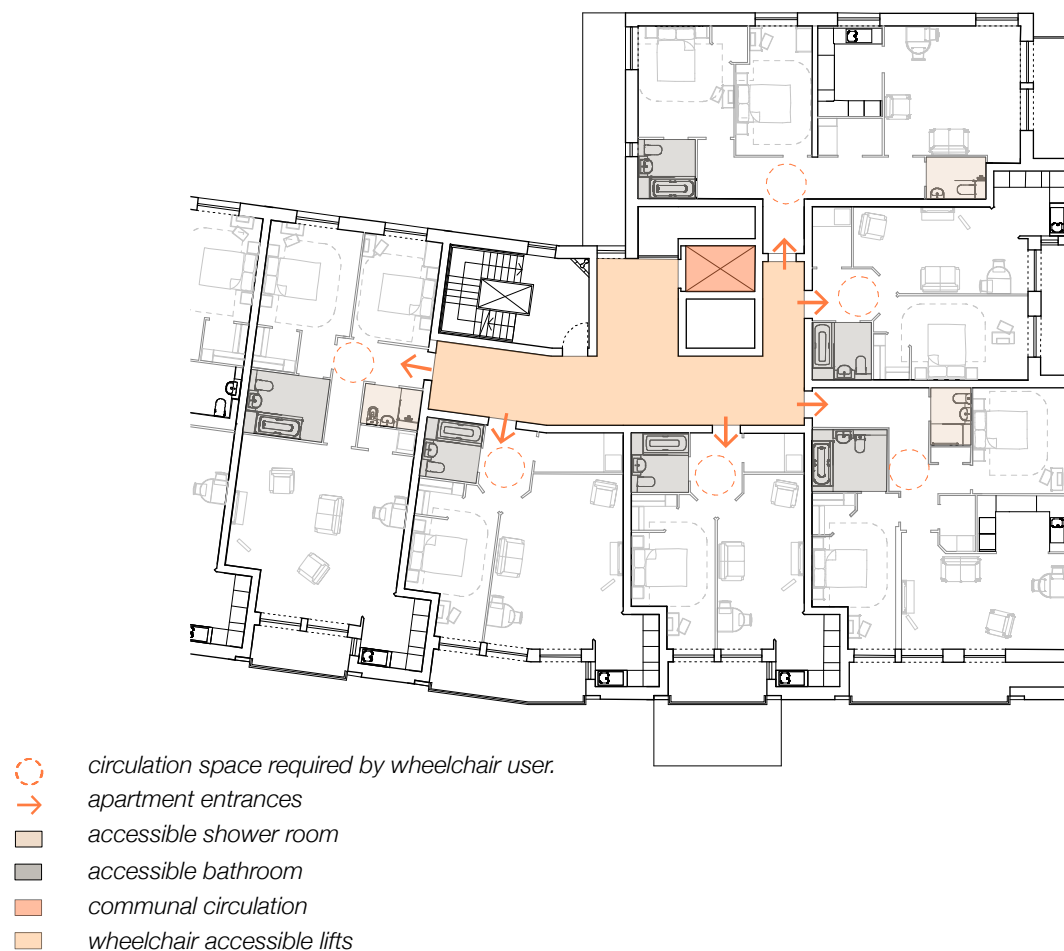 circulation space required by wheelchair user.
apartment entrances
accessible shower room
accessible bathroom
communal circulation
wheelchair accessible lifts